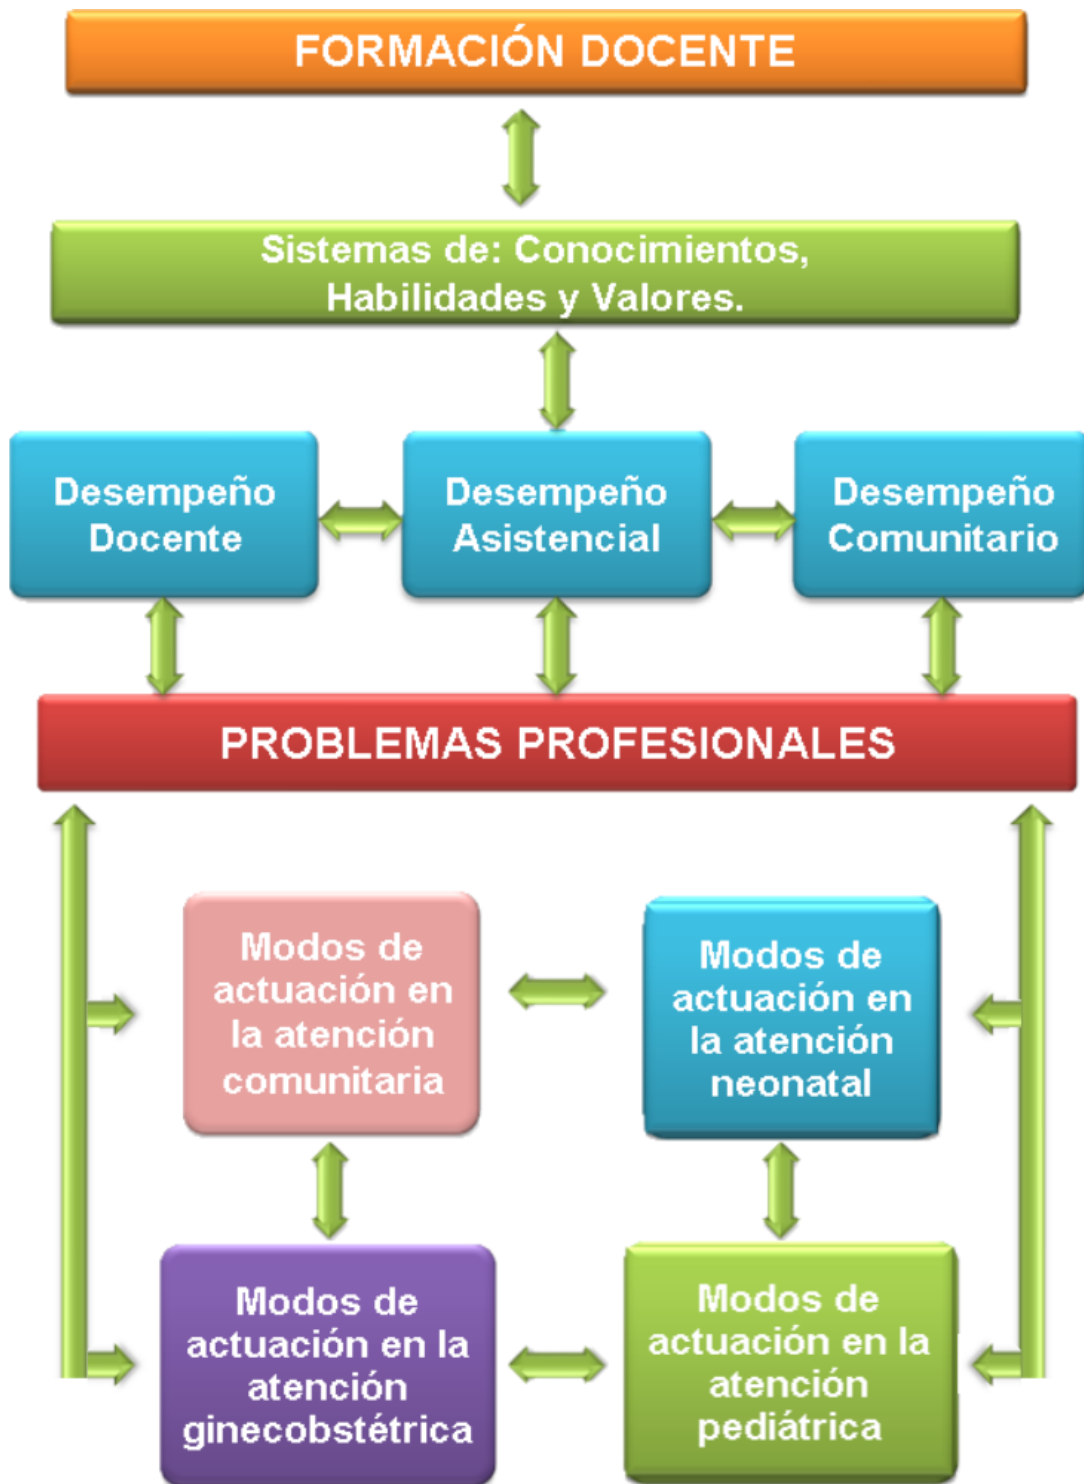 FORMACIÓN DOCENTE
Sistemas de: Conocimientos,
Habilidades y Valores.
Desempeño
Docente
Desempeño
Asistencial
Desempeño
Comunitario
PROBLEMAS PROFESIONALES
Modos de
actuación en
la atención
comunitaria
Modos de
actuación en
la atención
neonatal
Modos de
actuación en la
atención
ginecobstétrica
Modos de
actuación en la
atención
pediátrica